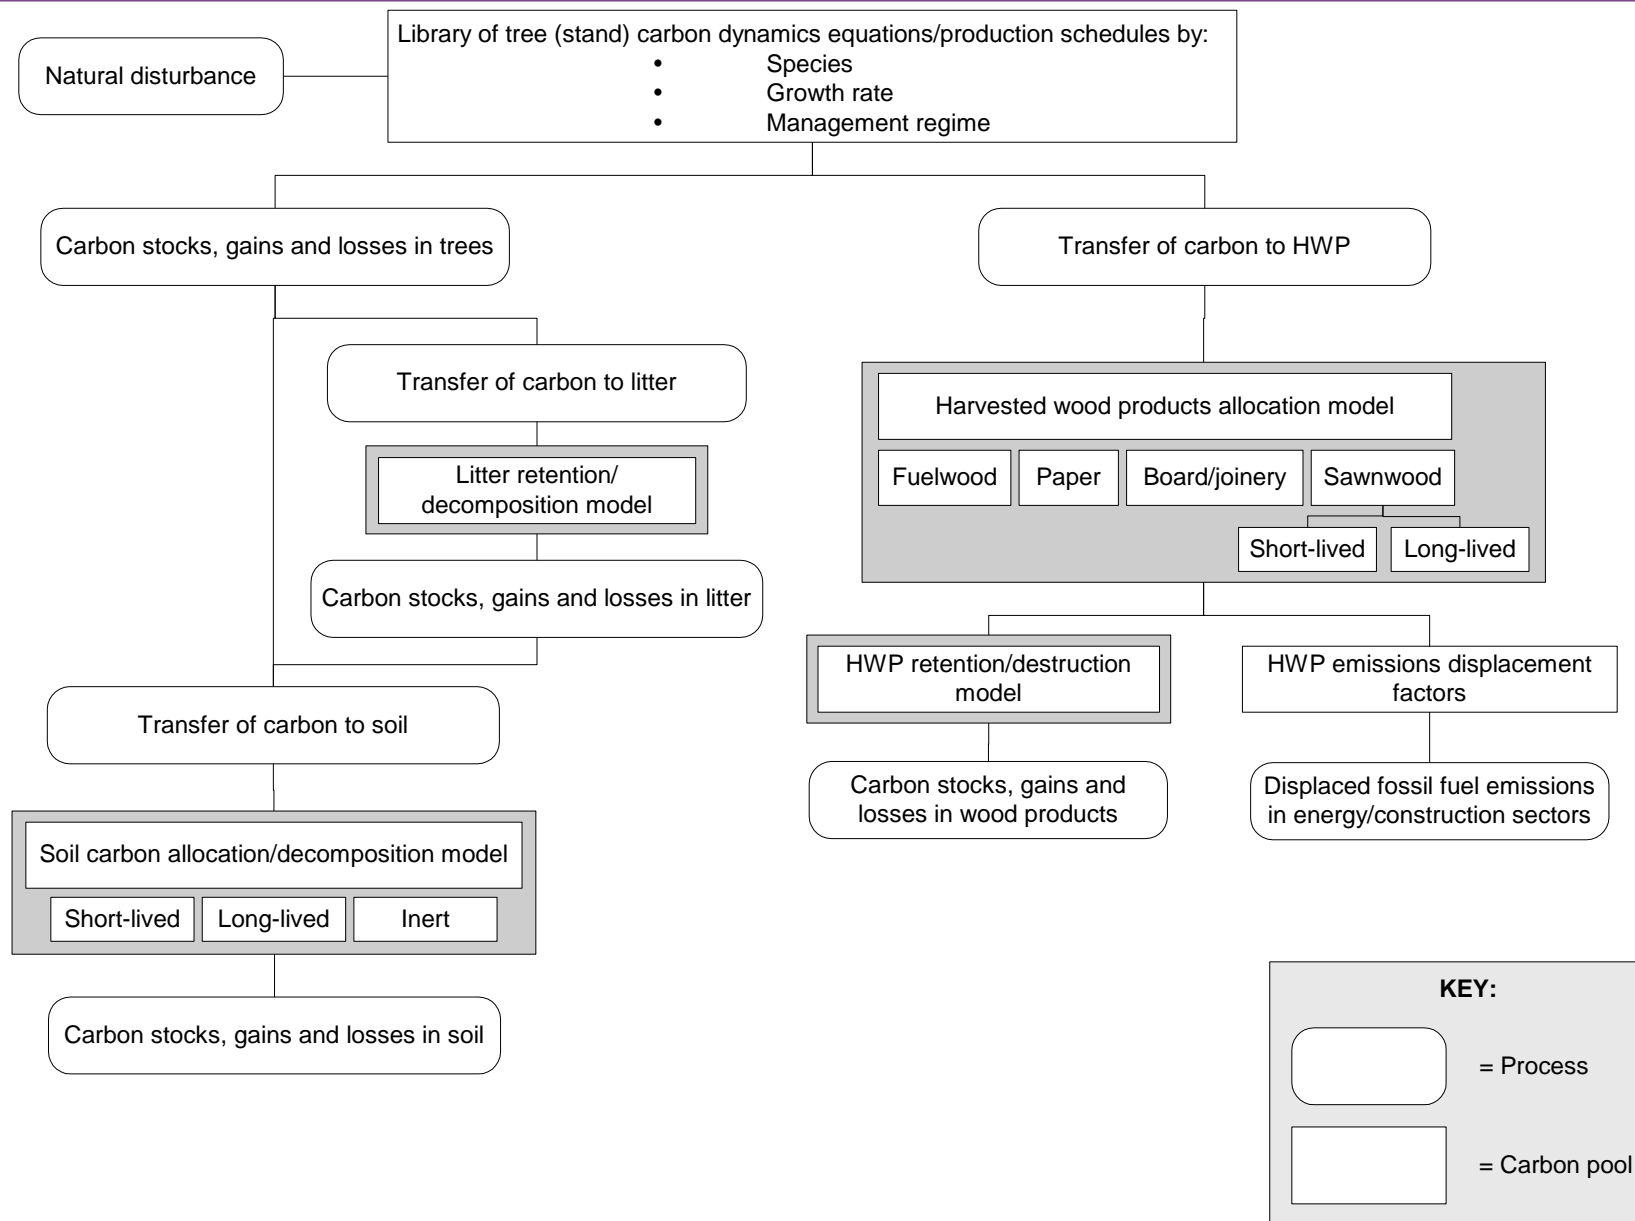 Library of tree (stand) carbon dynamics equations/production schedules by:
• Species
• Growth rate
• Management regime
Natural disturbance
Carbon stocks, gains and losses in trees
Transfer of carbon to HWP
Transfer of carbon to litter
Litter retention/
decomposition model
Carbon stocks, gains and losses in litter
Harvested wood products allocation model
Fuelwood
Paper
Board/joinery
Sawnwood
Short-lived
Long-lived
HWP retention/destruction
model
HWP emissions displacement
factors
Carbon stocks, gains and
losses in wood products
Displaced fossil fuel emissions
in energy/construction sectors
Transfer of carbon to soil
Soil carbon allocation/decomposition model
Short-lived
Long-lived
Inert
Carbon stocks, gains and losses in soil
KEY:
= Process
= Carbon pool